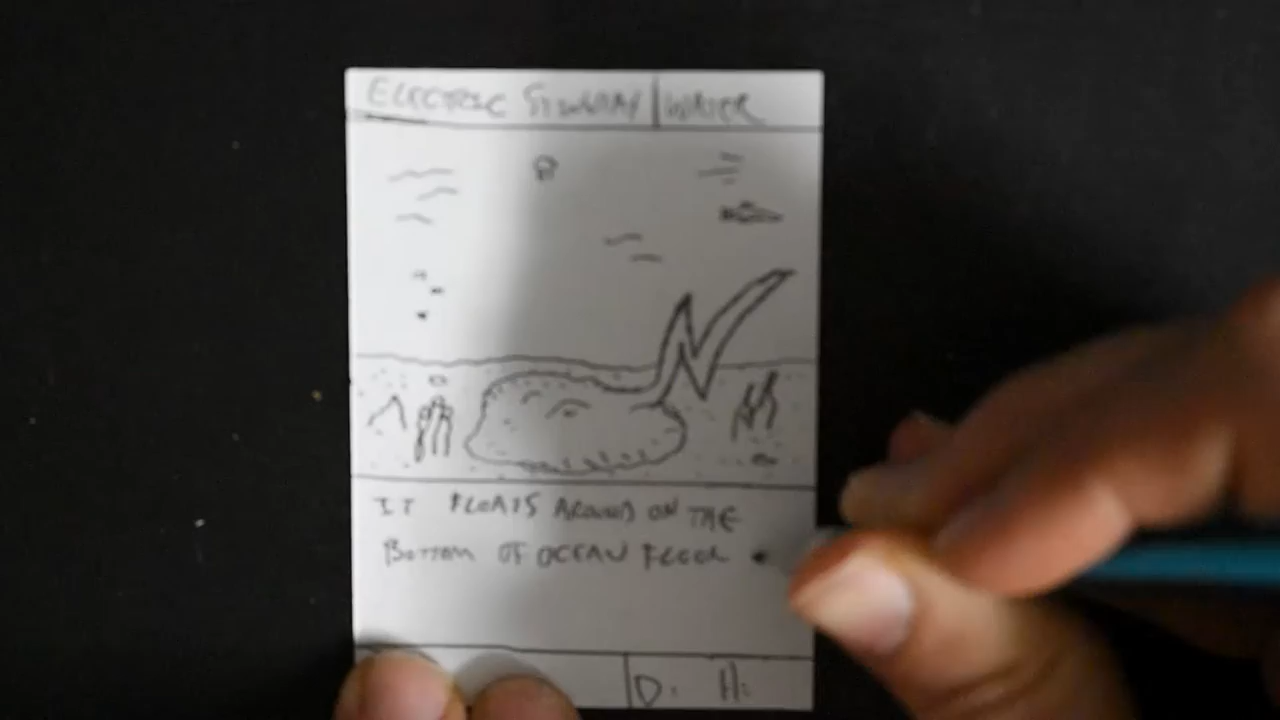 ELECTRIC STINGRAY | WATER
IT FLOATS AROUND ON THE
BOTTOM OF OCEAN FLOOR .
D: H: